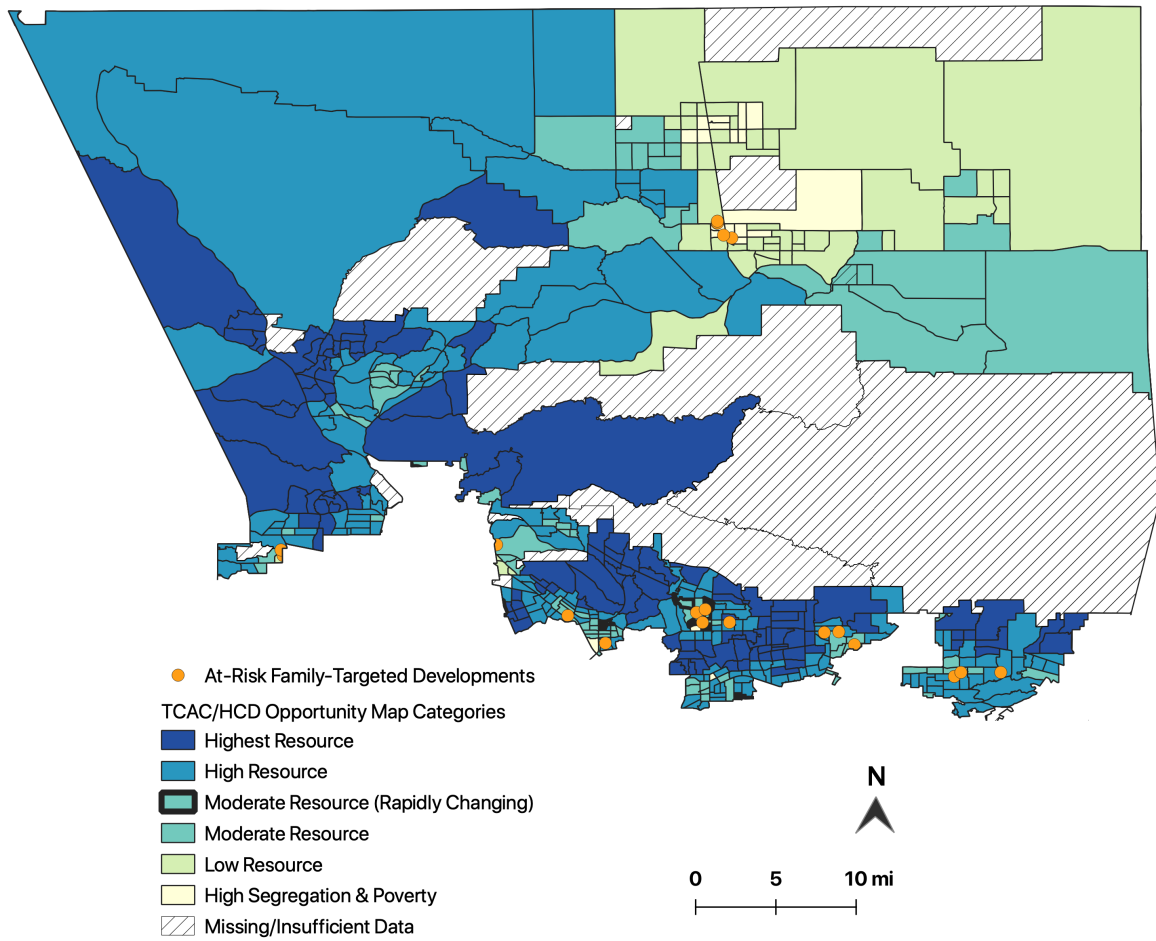 At-Risk Family-Targeted Developments
TCAC/HCD Opportunity Map Categories
Highest Resource
High Resource
Moderate Resource (Rapidly Changing)
Moderate Resource
Low Resource
High Segregation & Poverty
Missing/Insufficient Data
N
0 5 10 mi